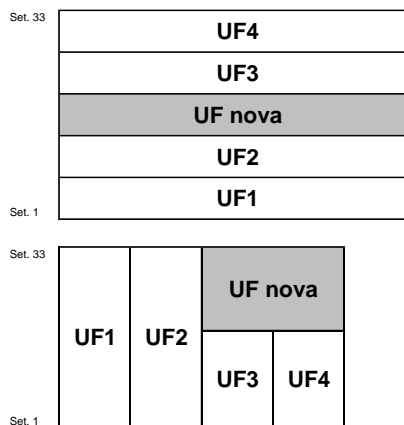 Set. 33
UF4
UF3
UF nova
UF2
UF1
Set. 1
Set. 33
UF nova
UF1 UF2
UF3 UF4
Set. 1